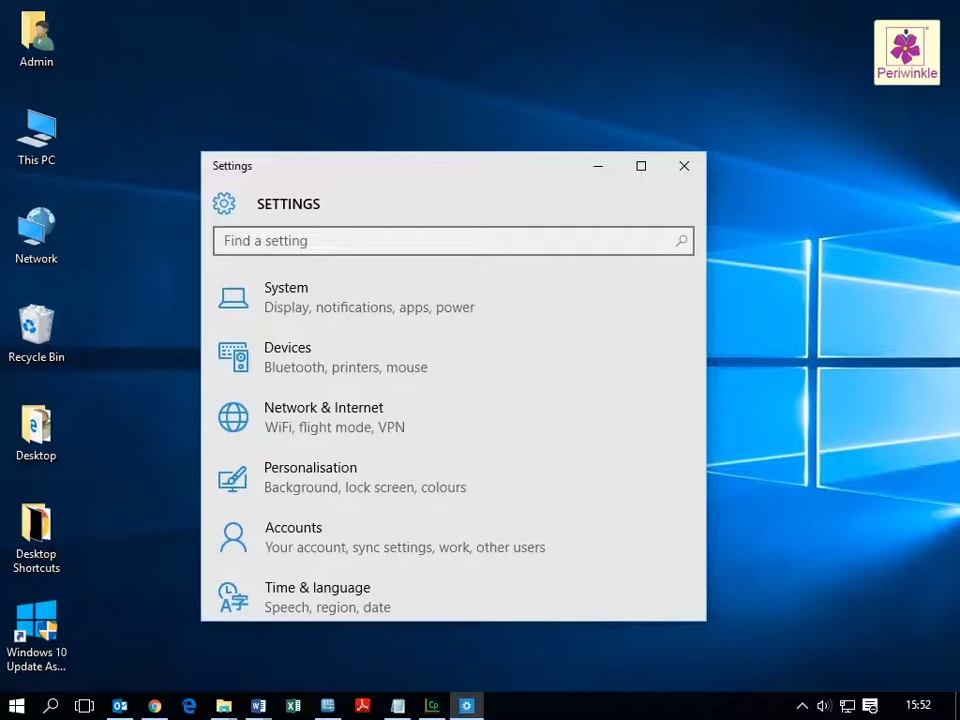 Admin
This PC
Network
Recycle Bin
Desktop
Desktop
Shortcuts
Windows 10
Update As...
Periwinkle
Settings
SETTINGS
Find a setting
System
Display, notifications, apps, power
Devices
Bluetooth, printers, mouse
Network & Internet
WiFi, flight mode, VPN
Personalisation
Background, lock screen, colours
Accounts
Your account, sync settings, work, other users
Time & language
Speech, region, date
15:52